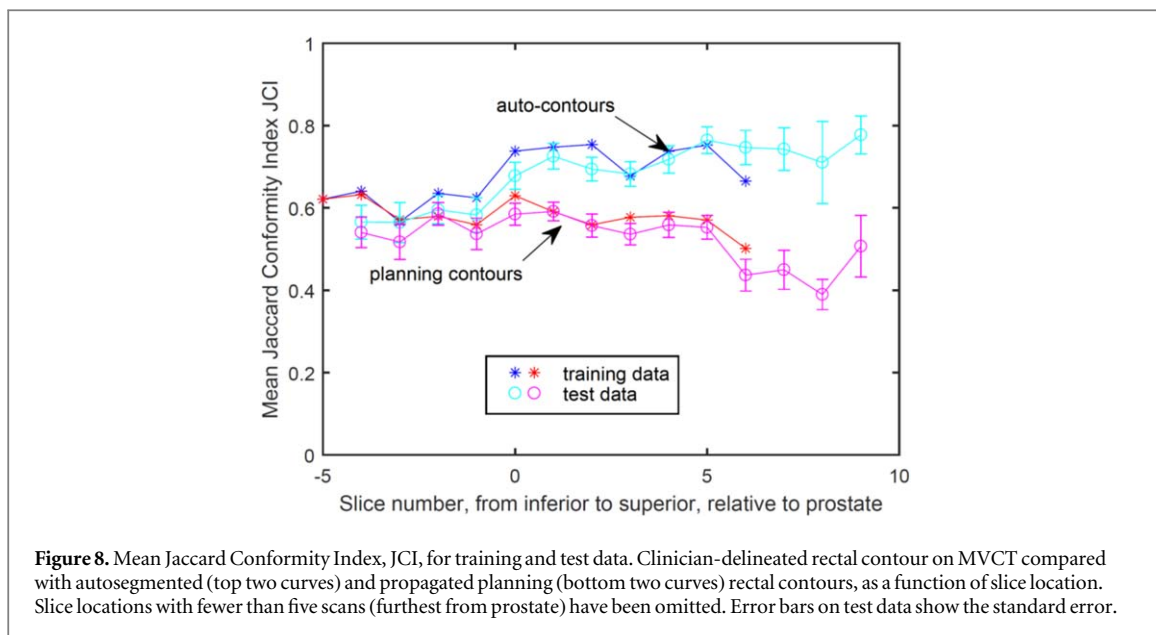 Mean Jaccard Conformity Index JCI
1
0.8
0.6
0.4
0.2
0
auto-contours
planning contours
training data
test data
-5
0
5
10
Slice number, from inferior to superior, relative to prostate
Figure 8. Mean Jaccard Conformity Index, JCI, for training and test data. Clinician-delineated rectal contour on MVCT compared
with autosegmented (top two curves) and propagated planning (bottom two curves) rectal contours, as a function of slice location.
Slice locations with fewer than five scans (furthest from prostate) have been omitted. Error bars on test data show the standard error.